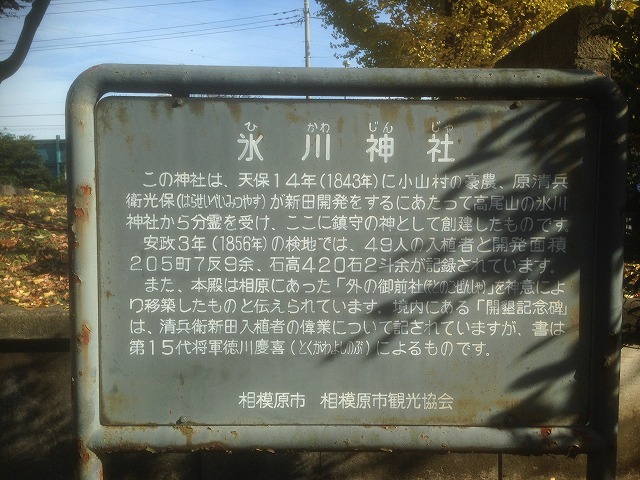 ひ かわ じん じゃ
氷川神社
この神社は、天保14年(1843年)に小山村の豪農、原清兵
衛光保(はらせいべいみつやす)が新田開発をするにあたって高尾山の氷川
神社から分霊を受け、ここに鎮守の神として創建したものです。
安政3年(1856年)の検地では、49人の入植者と開発面積
205町7反9余、石高420石2斗余が記録されています。
また、本殿は相原にあった「外の御前社(とのごぜんしゃ)」を神意によ
り移築したものと伝えられています。境内にある「開墾記念碑」
は、清兵衛新田入植者の偉業について記されていますが、書は
第15代将軍徳川慶喜(とくがわよしのぶ)によるものです。
相模原市 相模原市観光協会